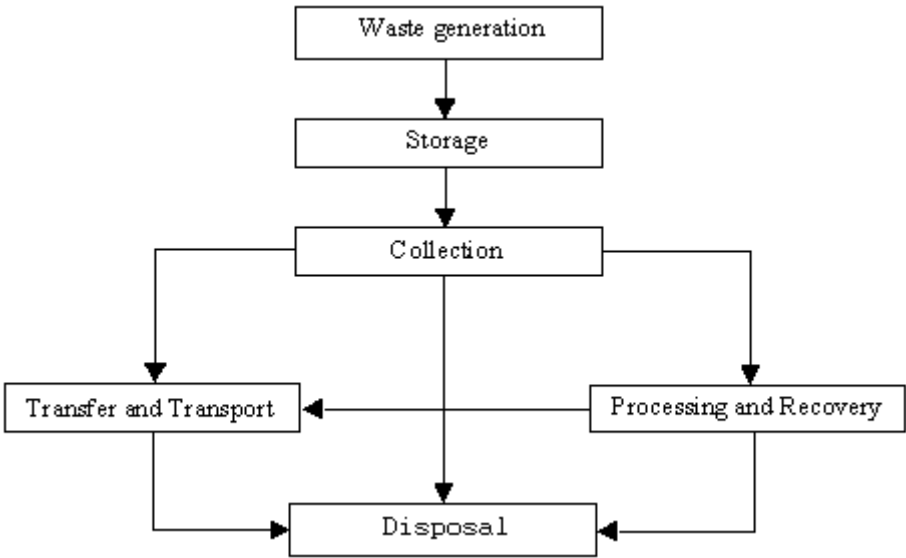 Waste generation
Storage
Collection
Transfer and Transport
Processing and Recovery
Disposal